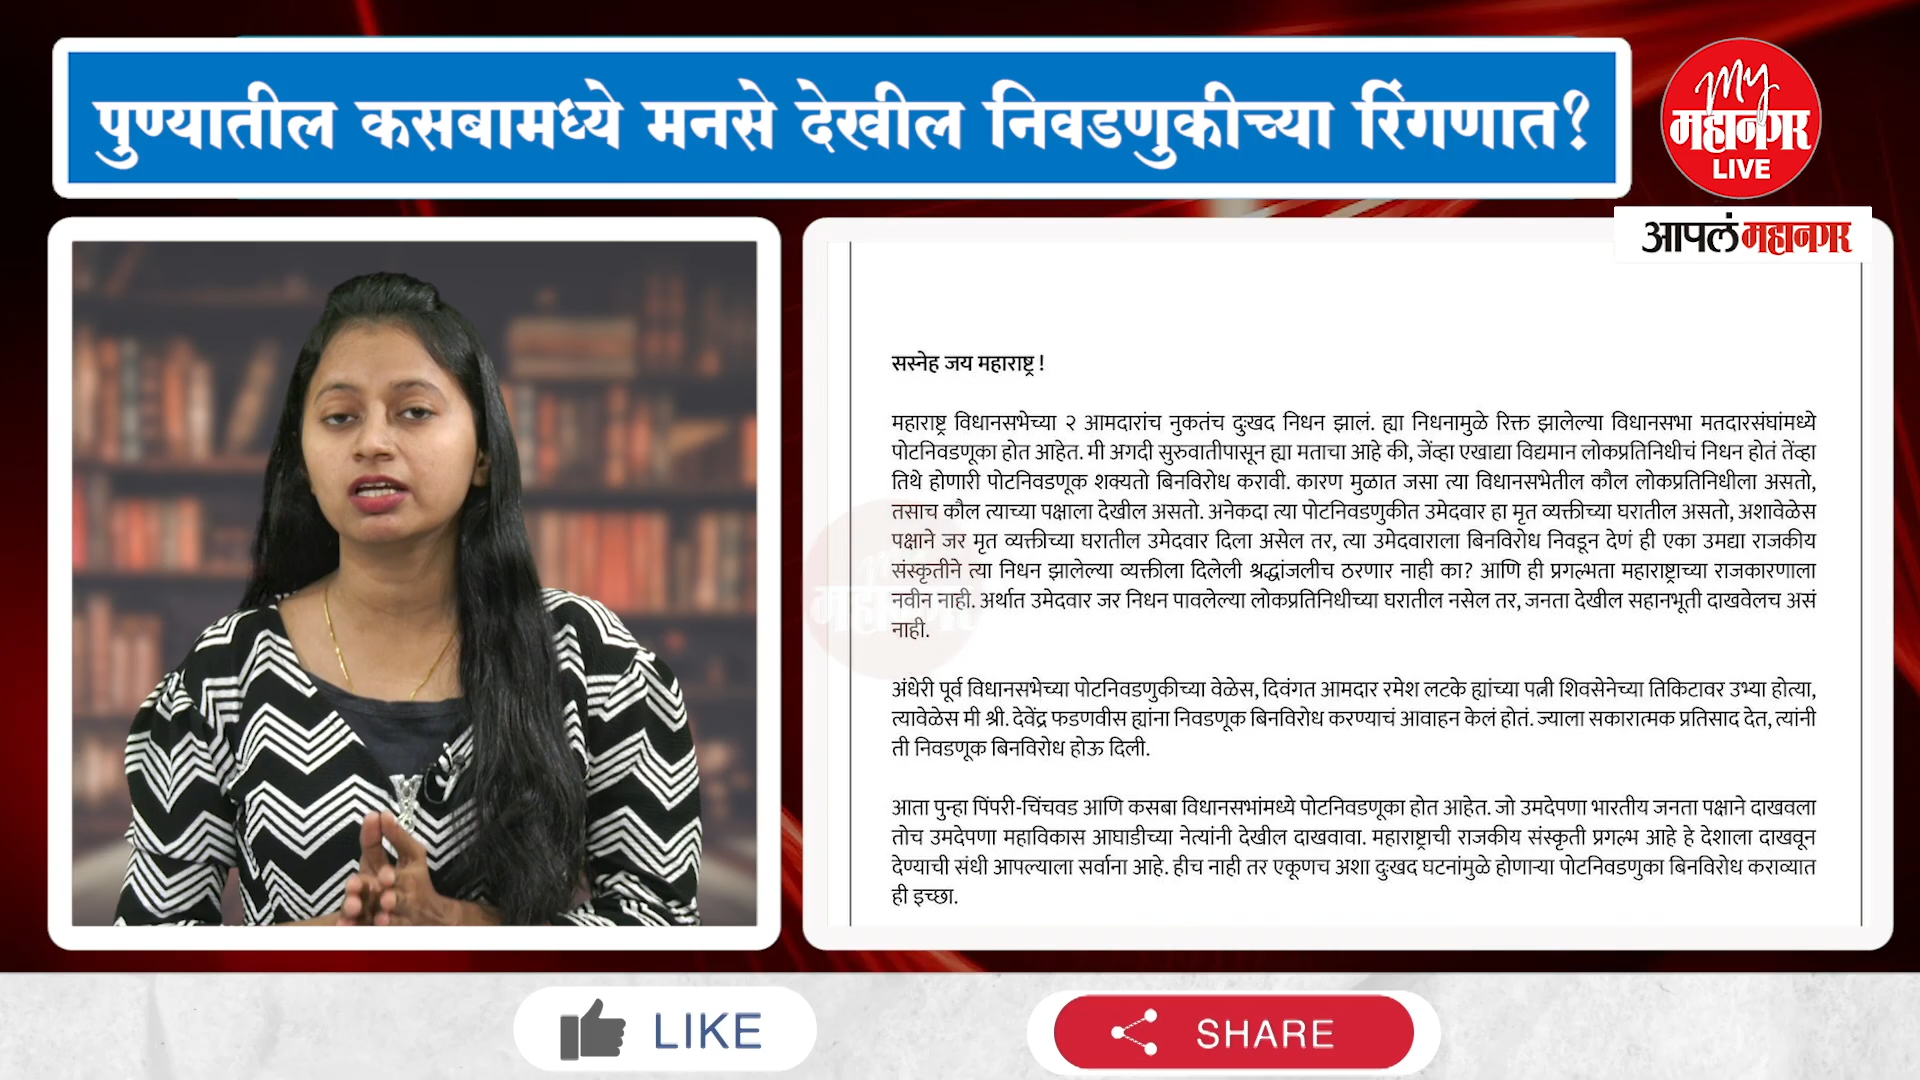 पुण्यातील कसबामध्ये मनसे देखील निवडणुकीच्या रिंगणात?
My
महानगर
LIVE
आपलं महानगर
सस्नेह जय महाराष्ट्र !
महाराष्ट्र विधानसभेच्या २ आमदारांच नुकतंच दुःखद निधन झालं. ह्या निधनामुळे रिक्त झालेल्या विधानसभा मतदारसंघांमध्ये
पोटनिवडणूका होत आहेत. मी अगदी सुरुवातीपासून ह्या मताचा आहे की, जेंव्हा एखाद्या विद्यमान लोकप्रतिनिधीचं निधन होतं तेंव्हा
तिथे होणारी पोटनिवडणूक शक्यतो बिनविरोध करावी. कारण मुळात जसा त्या विधानसभेतील कौल लोकप्रतिनिधीला असतो,
तसाच कौल त्याच्या पक्षाला देखील असतो. अनेकदा त्या पोटनिवडणुकीत उमेदवार हा मृत व्यक्तीच्या घरातील असतो, अशावेळेस
पक्षाने जर मृत व्यक्तीच्या घरातील उमेदवार दिला असेल तर, त्या उमेदवाराला बिनविरोध निवडून देणं ही एका उमद्या राजकीय
संस्कृतीने त्या निधन झालेल्या व्यक्तीला दिलेली श्रद्धांजलीच ठरणार नाही का? आणि ही प्रगल्भता महाराष्ट्राच्या राजकारणाला
नवीन नाही. अर्थात उमेदवार जर निधन पावलेल्या लोकप्रतिनिधीच्या घरातील नसेल तर, जनता देखील सहानभूती दाखवेलच असं
नाही.
अंधेरी पूर्व विधानसभेच्या पोटनिवडणुकीच्या वेळेस, दिवंगत आमदार रमेश लटके ह्यांच्या पत्नी शिवसेनेच्या तिकिटावर उभ्या होत्या,
त्यावेळेस मी श्री. देवेंद्र फडणवीस ह्यांना निवडणूक बिनविरोध करण्याचं आवाहन केलं होतं. ज्याला सकारात्मक प्रतिसाद देत, त्यांनी
ती निवडणूक बिनविरोध होऊ दिली.
आता पुन्हा पिंपरी-चिंचवड आणि कसबा विधानसभांमध्ये पोटनिवडणूका होत आहेत. जो उमदेपणा भारतीय जनता पक्षाने दाखवला
तोच उमदेपणा महाविकास आघाडीच्या नेत्यांनी देखील दाखवावा. महाराष्ट्राची राजकीय संस्कृती प्रगल्भ आहे हे देशाला दाखवून
देण्याची संधी आपल्याला सर्वाना आहे. हीच नाही तर एकूणच अशा दुःखद घटनांमुळे होणाऱ्या पोटनिवडणुका बिनविरोध कराव्यात
ही इच्छा.
LIKE
SHARE